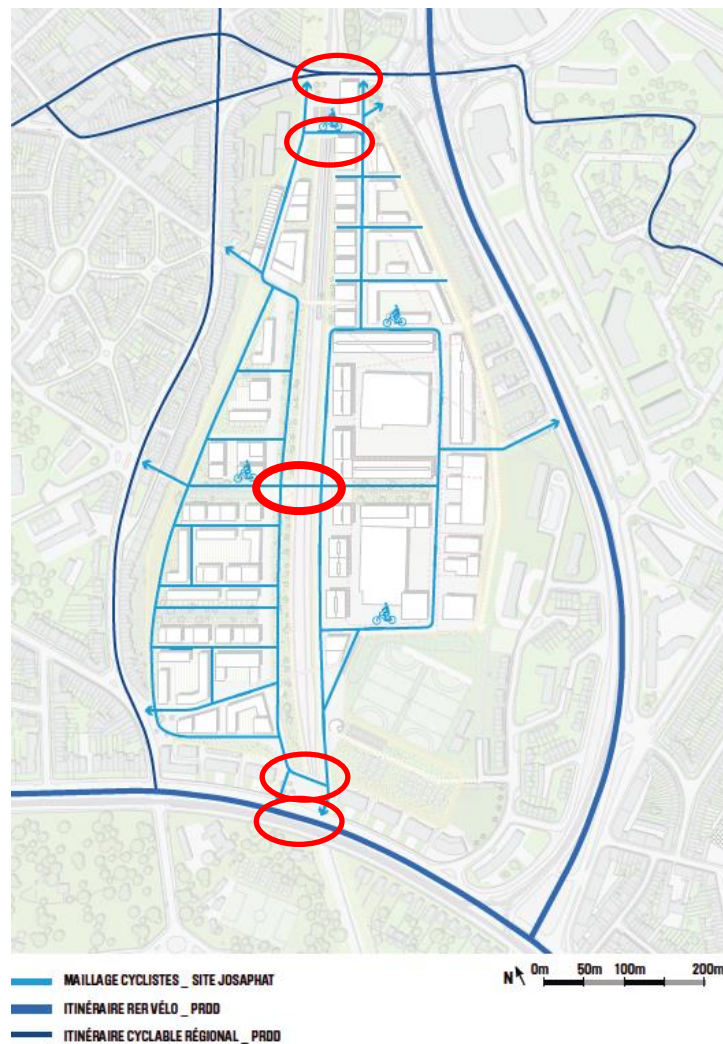 MAILLAGE CYCLISTES _ SITE JOSAPHAT
ITINÉRAIRE RER VÉLO _ PRDD
ITINÉRAIRE CYCLABLE RÉGIONAL _ PRDD
N 0m 50m 100m 200m